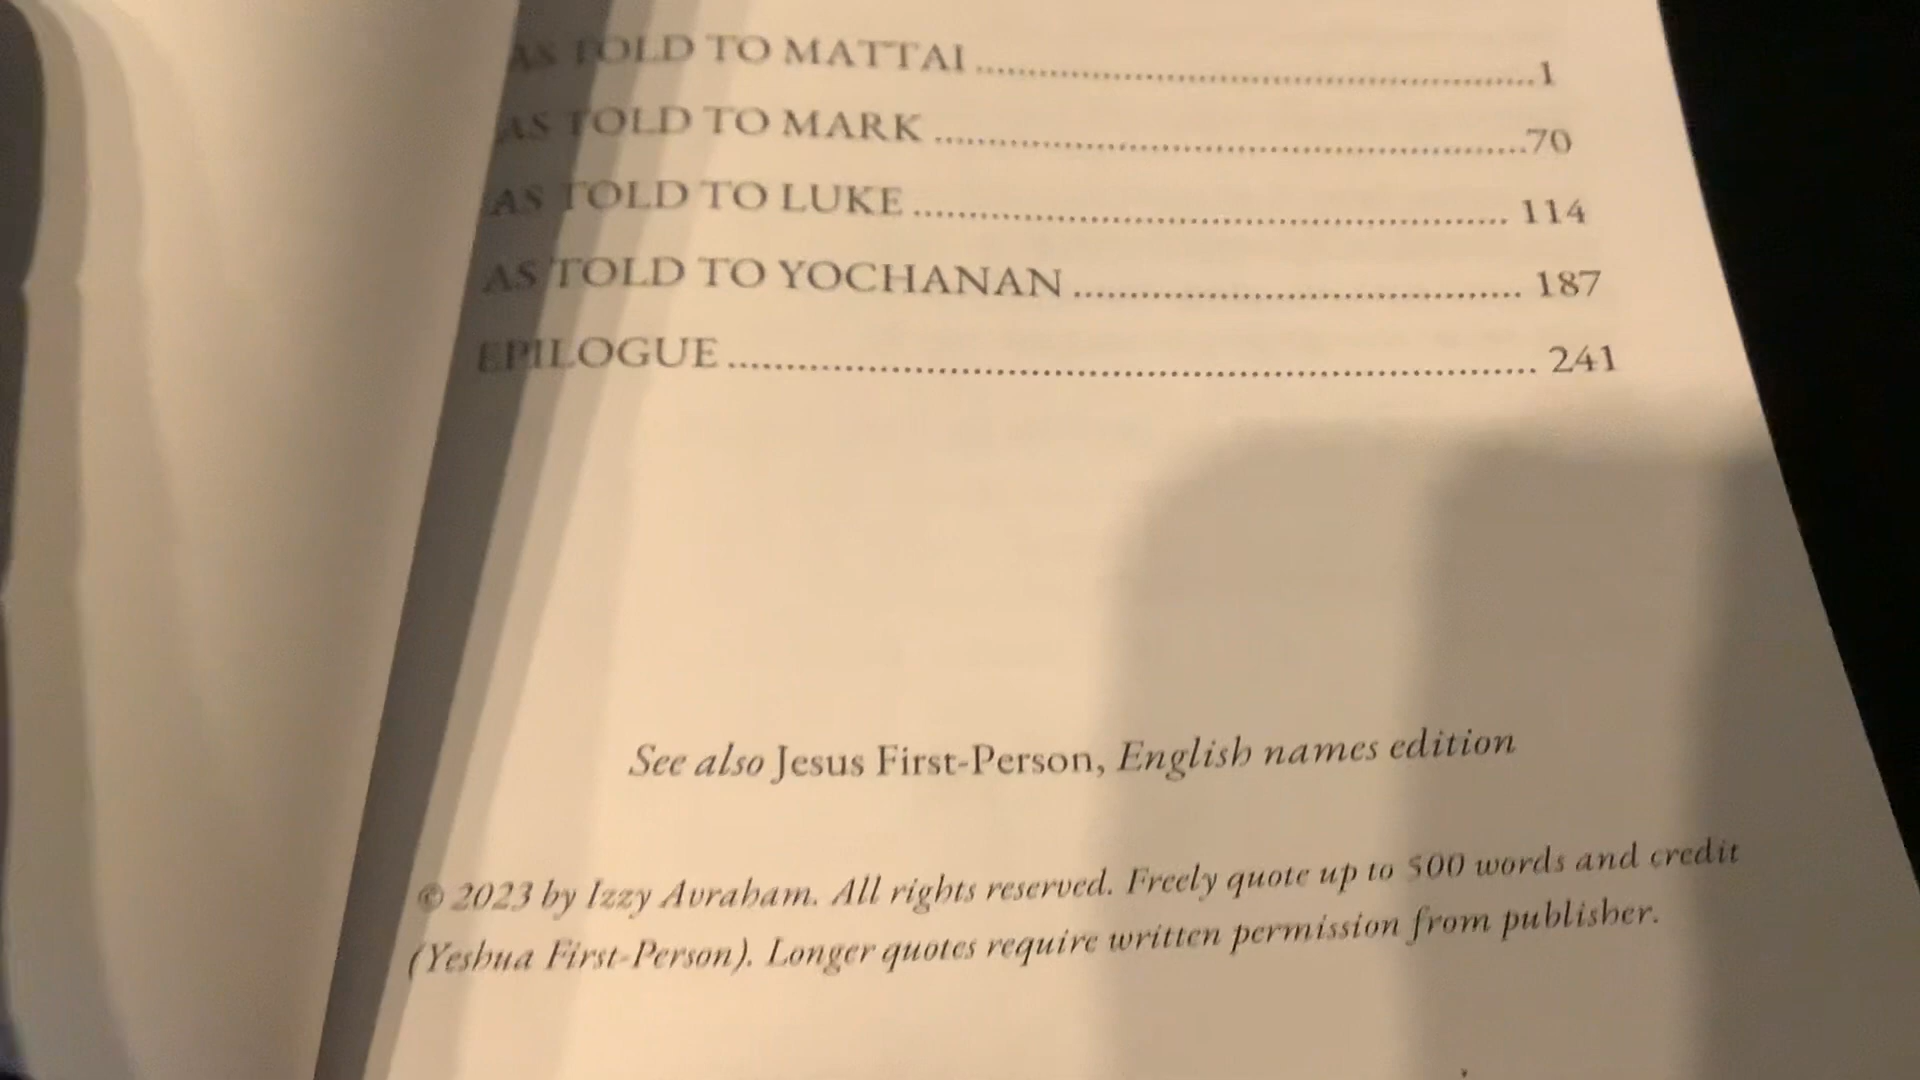 AS TOLD TO MATTAI ........................................................1
AS TOLD TO MARK ...........................................................70
AS TOLD TO LUKE ........................................................... 114
AS TOLD TO YOCHANAN ............................................. 187
EPILOGUE ................................................................................ 241
See also Jesus First-Person, English names edition
© 2023 by Izzy Avraham. All rights reserved. Freely quote up to 500 words and credit
(Yeshua First-Person). Longer quotes require written permission from publisher.